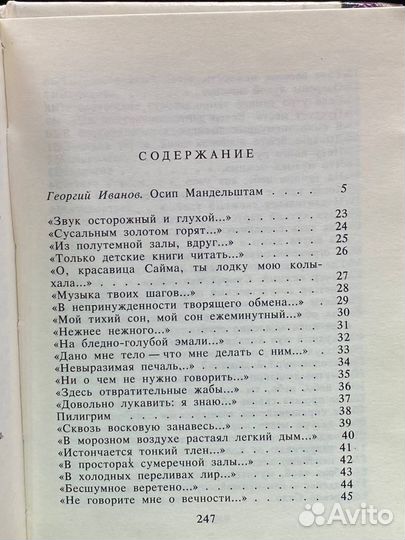 СОДЕРЖАНИЕ
Георгий Иванов. Осип Мандельштам . . . . 5
«Звук осторожный и глухой...» . . . . . . 23
«Сусальным золотом горят...» . . . . . . 24
«Из полутемной залы, вдруг...» . . . . . . 25
«Только детские книги читать...» . . . . . 26
«О, красавица Сайма, ты лодку мою колы-
хала...» . . . . . . . . . . . . 27
«Музыка твоих шагов...» . . . . . . . 28
«В непринужденности творящего обмена...» . . 29
«Мой тихий сон, мой сон ежеминутный...» . . 30
«Нежнее нежного...» . . . . . . . . 31
«На бледно-голубой эмали...» . . . . . . 32
«Дано мне тело — что мне делать с ним...» . . 33
«Невыразимая печаль...» . . . . . . . 34
«Ни о чем не нужно говорить...» . . . . . 35
«Здесь отвратительные жабы...» . . . . . 36
«Довольно лукавить: я знаю...» . . . . . 37
Пилигрим . . . . . . . . . . . 38
«Сквозь восковую занавесь...» . . . . . . 39
«В морозном воздухе растаял легкий дым...» . . 40
«Истончается тонкий тлен...» . . . . . . 41
«В просторах сумеречной залы...» . . . . . 42
«В холодных переливах лир...» . . . . . . 43
«Бесшумное веретено...» . . . . . . . 44
«Не говорите мне о вечности...» . . . . . 45
247
Avito